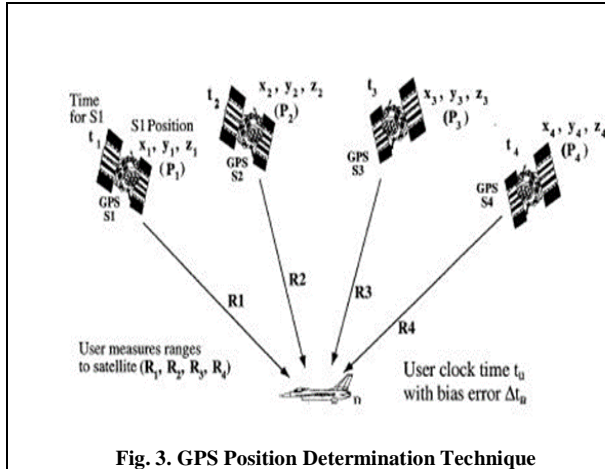 Time
for S1
t₁
S1 Position
x₁, y₁, z₁
(P₁)
GPS
S1
t₂
x₂, y₂, z₂
(P₂)
GPS
S2
t₃
x₃, y₃, z₃
(P₃)
GPS
S3
t₄
x₄, y₄, z₄
(P₄)
GPS
S4
R1
R2
R3
R4
User measures ranges
to satellite (R₁, R₂, R₃, R₄)
User clock time tᵤ
with bias error
Fig. 3. GPS Position Determination Technique